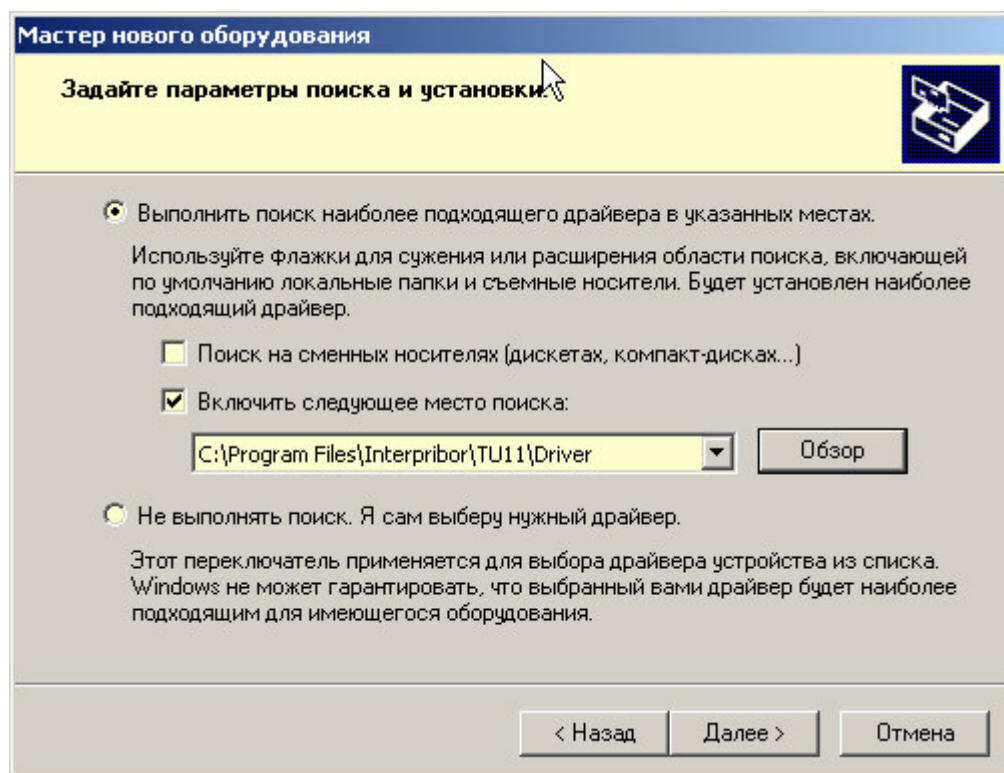 Мастер нового оборудования
Задайте параметры поиска и установки.
Выполнить поиск наиболее подходящего драйвера в указанных местах.
Используйте флажки для сужения или расширения области поиска, включающей
по умолчанию локальные папки и съемные носители. Будет установлен наиболее
подходящий драйвер.
Поиск на сменных носителях (дискетах, компакт-дисках...)
Включить следующее место поиска:
C:\Program Files\Interpribor\TU11\Driver
Обзор
Не выполнять поиск. Я сам выберу нужный драйвер.
Этот переключатель применяется для выбора драйвера устройства из списка.
Windows не может гарантировать, что выбранный вами драйвер будет наиболее
подходящим для имеющегося оборудования.
< Назад
Далее >
Отмена